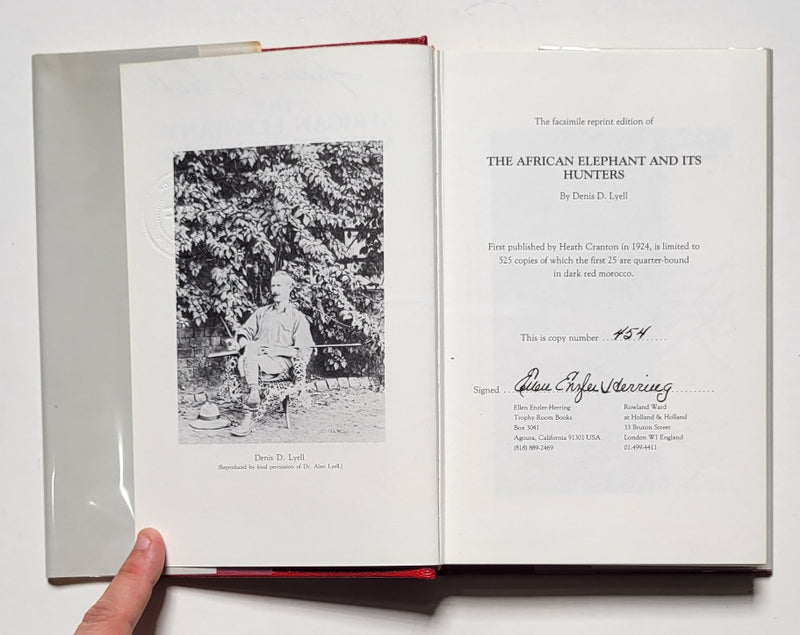 Denis D. Lyell
(Reproduced by kind permission of Dr. Alan Lyell.)
The facsimile reprint edition of
THE AFRICAN ELEPHANT AND ITS
HUNTERS
By Denis D. Lyell
First published by Heath Cranton in 1924, is limited to
525 copies of which the first 25 are quarter-bound
in dark red morocco.
This is copy number ...454......
Signed ...Ellen Enzler-Herring..........
Ellen Enzler-Herring
Trophy Room Books
Box 3041
Agoura, California 91301 USA
(818) 889-2469
Rowland Ward
at Holland & Holland
33 Bruton Street
London W1 England
01-499-4411